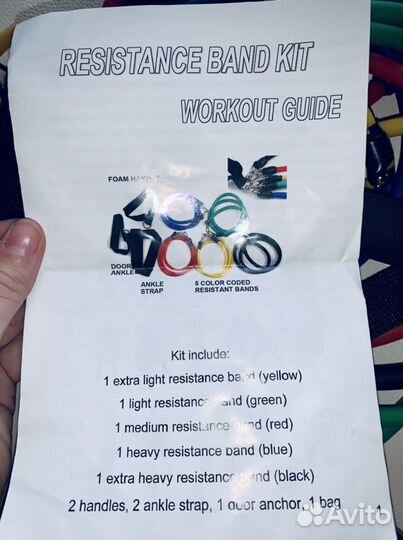 RESISTANCE BAND KIT
WORKOUT GUIDE
FOAM
DOOR
ANKLE
ANKLE
STRAP
5 COLOR CODED
RESISTANT BANDS
Kit include:
1 extra light resistance band (yellow)
1 light resistance band (green)
1 medium resistance band (red)
1 heavy resistance band (blue)
1 extra heavy resistance band (black)
2 handles, 2 ankle strap, 1 door anchor, 1 bag
1
Avito